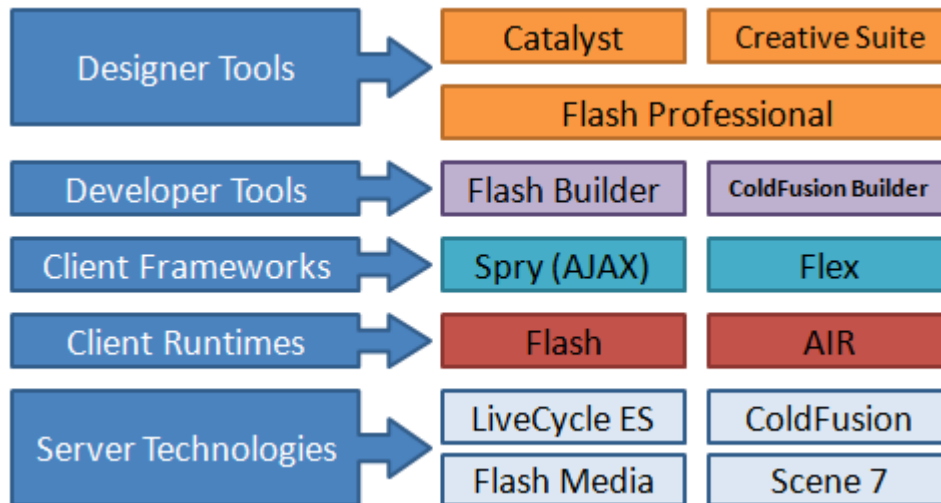 Designer Tools
Catalyst
Creative Suite
Flash Professional
Developer Tools
Flash Builder
ColdFusion Builder
Client Frameworks
Spry (AJAX)
Flex
Client Runtimes
Flash
AIR
Server Technologies
LiveCycle ES
ColdFusion
Flash Media
Scene 7